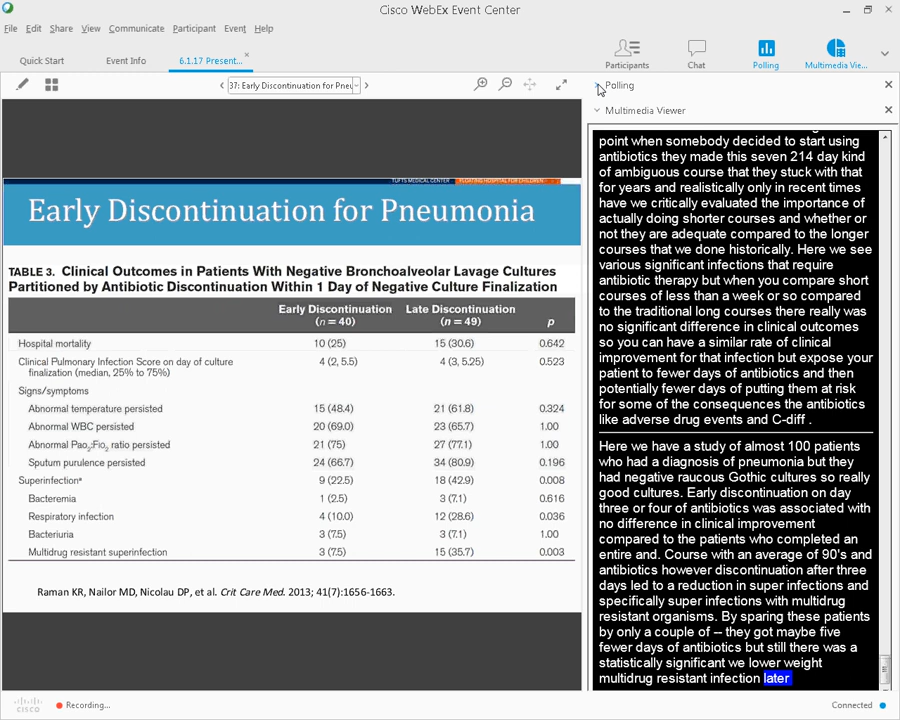 Cisco WebEx Event Center
File Edit Share View Communicate Participant Event Help
Quick Start Event Info 6.1.17 Present...
Participants Chat Polling Multimedia Vie...
37: Early Discontinuation for Pneu
Polling
Multimedia Viewer
TUFTS MEDICAL CENTER FLOATING HOSPITAL FOR CHILDREN
Early Discontinuation for Pneumonia
TABLE 3. Clinical Outcomes in Patients With Negative Bronchoalveolar Lavage Cultures
Partitioned by Antibiotic Discontinuation Within 1 Day of Negative Culture Finalization
Early Discontinuation (n = 40) Late Discontinuation (n = 49) p
Hospital mortality 10 (25) 15 (30.6) 0.642
Clinical Pulmonary Infection Score on day of culture
finalization (median, 25% to 75%) 4 (2, 5.5) 4 (3, 5.25) 0.523
Signs/symptoms
Abnormal temperature persisted 15 (48.4) 21 (61.8) 0.324
Abnormal WBC persisted 20 (69.0) 23 (65.7) 1.00
Abnormal Pao2:Fio2 ratio persisted 21 (75) 27 (77.1) 1.00
Sputum purulence persisted 24 (66.7) 34 (80.9) 0.196
Superinfectionª 9 (22.5) 18 (42.9) 0.008
Bacteremia 1 (2.5) 3 (7.1) 0.616
Respiratory infection 4 (10.0) 12 (28.6) 0.036
Bacteriuria 3 (7.5) 3 (7.1) 1.00
Multidrug resistant superinfection 3 (7.5) 15 (35.7) 0.003
Raman KR, Nailor MD, Nicolau DP, et al. Crit Care Med. 2013; 41(7):1656-1663.
point when somebody decided to start using
antibiotics they made this seven 214 day kind
of ambiguous course that they stuck with that
for years and realistically only in recent times
have we critically evaluated the importance of
actually doing shorter courses and whether or
not they are adequate compared to the longer
courses that we done historically. Here we see
various significant infections that require
antibiotic therapy but when you compare short
courses of less than a week or so compared
to the traditional long courses there really was
no significant difference in clinical outcomes
so you can have a similar rate of clinical
improvement for that infection but expose your
patient to fewer days of antibiotics and then
potentially fewer days of putting them at risk
for some of the consequences the antibiotics
like adverse drug events and C-diff .
Here we have a study of almost 100 patients
who had a diagnosis of pneumonia but they
had negative raucous Gothic cultures so really
good cultures. Early discontinuation on day
three or four of antibiotics was associated with
no difference in clinical improvement
compared to the patients who completed an
entire and. Course with an average of 90's and
antibiotics however discontinuation after three
days led to a reduction in super infections and
specifically super infections with multidrug
resistant organisms. By sparing these patients
by only a couple of -- they got maybe five
fewer days of antibiotics but still there was a
statistically significant we lower weight
multidrug resistant infection later
cisco Recording... Connected